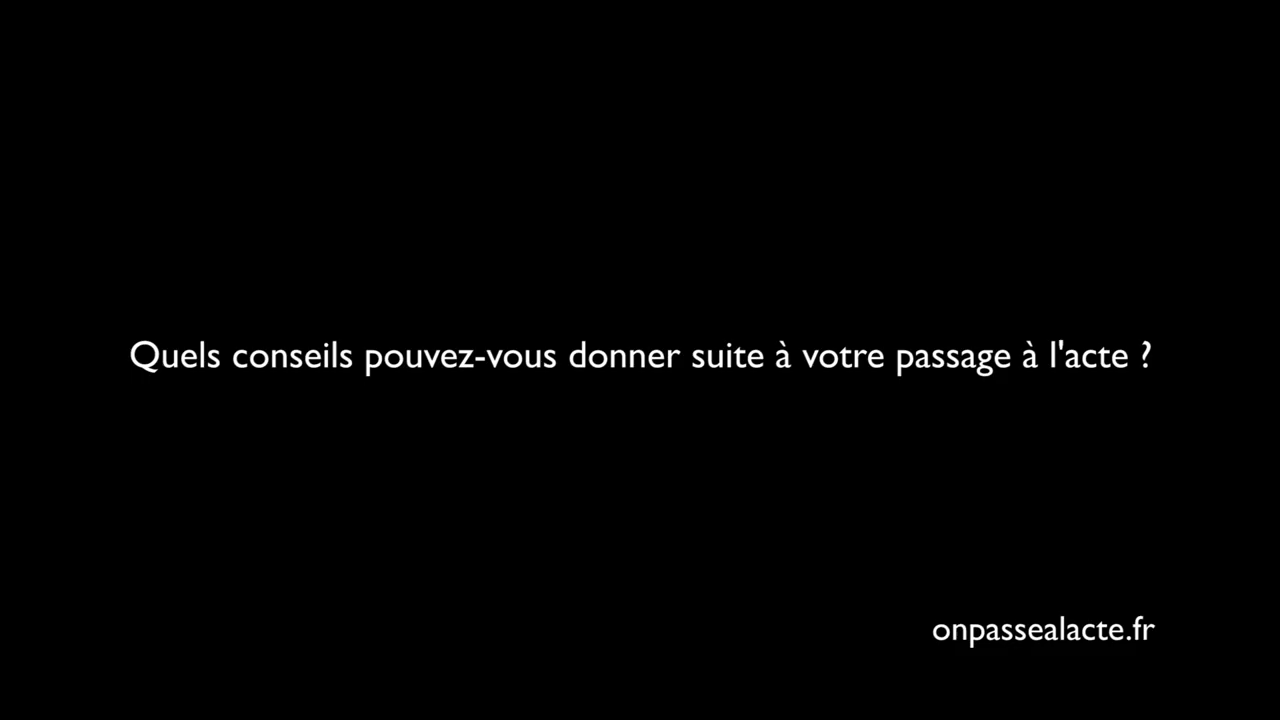 Quels conseils pouvez-vous donner suite à votre passage à l'acte ?
onpassealacte.fr